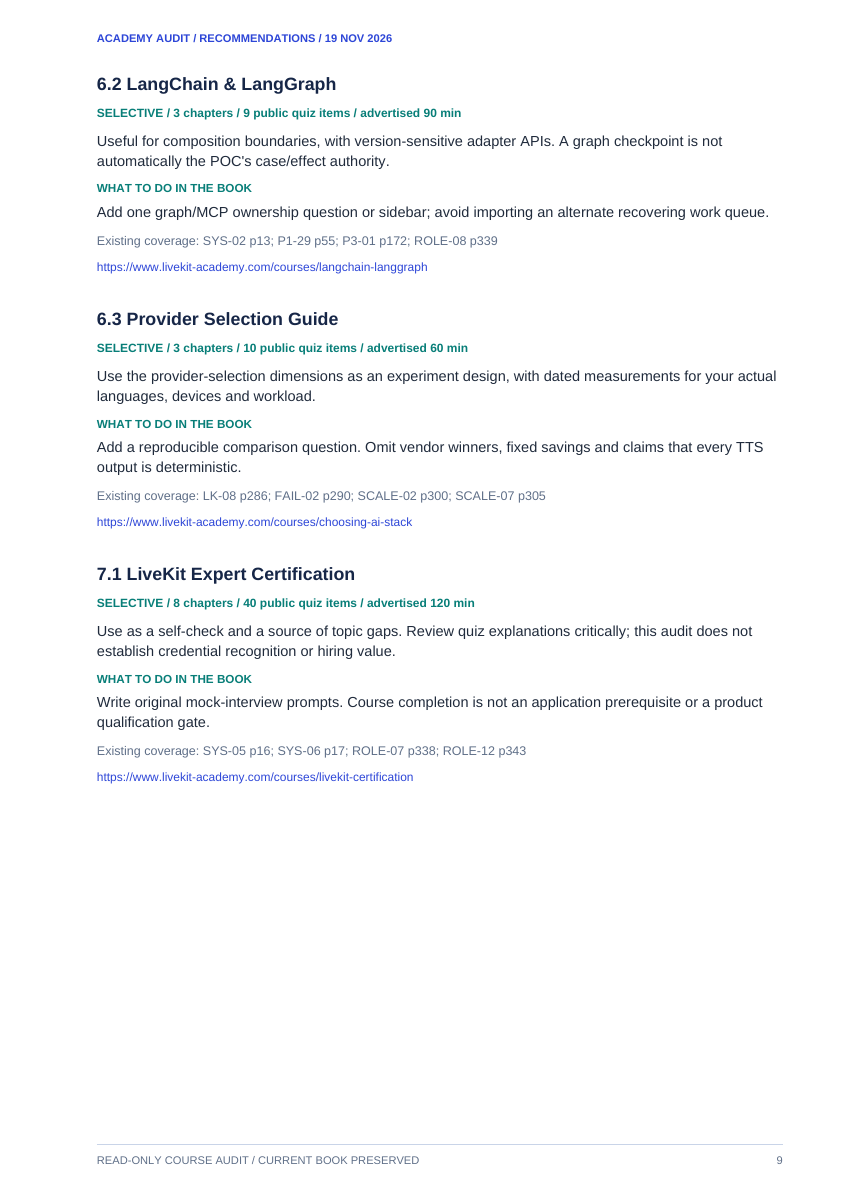 ACADEMY AUDIT / RECOMMENDATIONS / 19 NOV 2026
6.2 LangChain & LangGraph
SELECTIVE / 3 chapters / 9 public quiz items / advertised 90 min
Useful for composition boundaries, with version-sensitive adapter APIs. A graph checkpoint is not
automatically the POC's case/effect authority.
WHAT TO DO IN THE BOOK
Add one graph/MCP ownership question or sidebar; avoid importing an alternate recovering work queue.
Existing coverage: SYS-02 p13; P1-29 p55; P3-01 p172; ROLE-08 p339
https://www.livekit-academy.com/courses/langchain-langgraph
6.3 Provider Selection Guide
SELECTIVE / 3 chapters / 10 public quiz items / advertised 60 min
Use the provider-selection dimensions as an experiment design, with dated measurements for your actual
languages, devices and workload.
WHAT TO DO IN THE BOOK
Add a reproducible comparison question. Omit vendor winners, fixed savings and claims that every TTS
output is deterministic.
Existing coverage: LK-08 p286; FAIL-02 p290; SCALE-02 p300; SCALE-07 p305
https://www.livekit-academy.com/courses/choosing-ai-stack
7.1 LiveKit Expert Certification
SELECTIVE / 8 chapters / 40 public quiz items / advertised 120 min
Use as a self-check and a source of topic gaps. Review quiz explanations critically; this audit does not
establish credential recognition or hiring value.
WHAT TO DO IN THE BOOK
Write original mock-interview prompts. Course completion is not an application prerequisite or a product
qualification gate.
Existing coverage: SYS-05 p16; SYS-06 p17; ROLE-07 p338; ROLE-12 p343
https://www.livekit-academy.com/courses/livekit-certification
READ-ONLY COURSE AUDIT / CURRENT BOOK PRESERVED
9